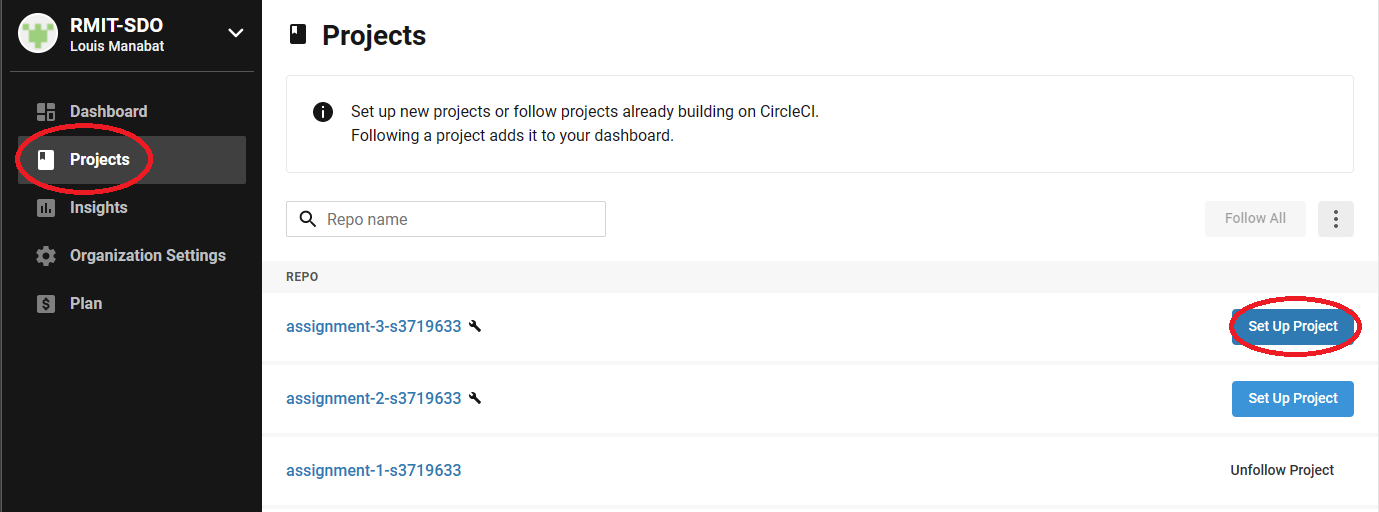 RMIT-SDO
Louis Manabat
Dashboard
Projects
Insights
Organization Settings
Plan
Projects
Set up new projects or follow projects already building on CircleCI.
Following a project adds it to your dashboard.
Repo name
Follow All
REPO
assignment-3-s3719633
Set Up Project
assignment-2-s3719633
Set Up Project
assignment-1-s3719633
Unfollow Project